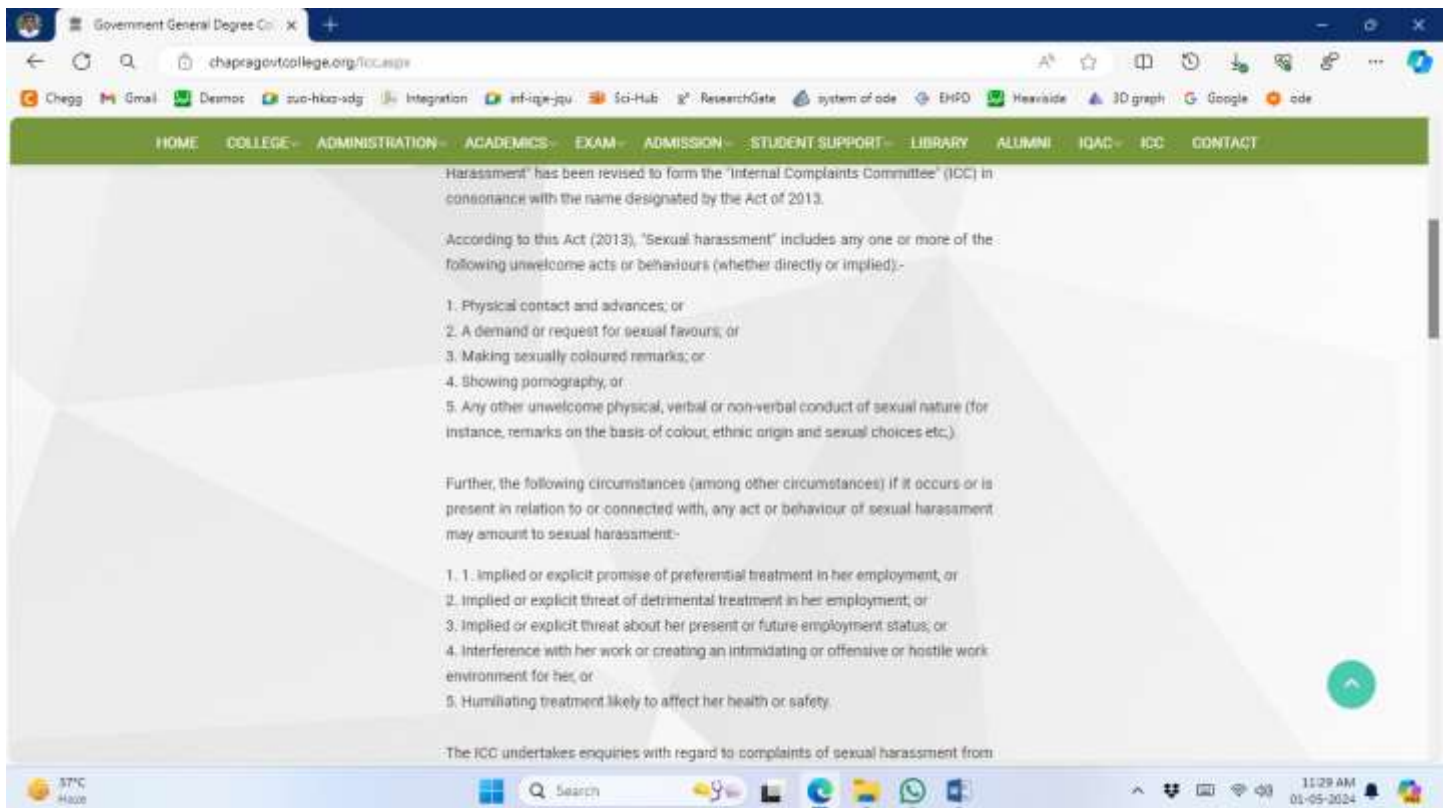 Government General Degree Co
chapragovtcollege.org/icc.aspx
Chegg Gmail Desmos zuo-hkxz-sdg Integration Sci-Hub ResearchGate system of ode Heaviside 3D graph Google ode
HOME COLLEGE ADMINISTRATION ACADEMICS EXAM ADMISSION STUDENT SUPPORT LIBRARY ALUMNI IQAC ICC CONTACT
Harassment" has been revised to form the "Internal Complaints Committee" (ICC) in
consonance with the name designated by the Act of 2013.
According to this Act (2013), "Sexual harassment" includes any one or more of the
following unwelcome acts or behaviours (whether directly or implied):-
1. Physical contact and advances; or
2. A demand or request for sexual favours; or
3. Making sexually coloured remarks; or
4. Showing pornography, or
5. Any other unwelcome physical, verbal or non-verbal conduct of sexual nature (for
instance, remarks on the basis of colour, ethnic origin and sexual choices etc,).
Further, the following circumstances (among other circumstances) if it occurs or is
present in relation to or connected with, any act or behaviour of sexual harassment
may amount to sexual harassment:-
1. 1. Implied or explicit promise of preferential treatment in her employment, or
2. Implied or explicit threat of detrimental treatment in her employment, or
3. Implied or explicit threat about her present or future employment status, or
4. Interference with her work or creating an intimidating or offensive or hostile work
environment for her, or
5. Humiliating treatment likely to affect her health or safety.
The ICC undertakes enquiries with regard to complaints of sexual harassment from
37°C
Haze
Search
11:29 AM
01-05-2024